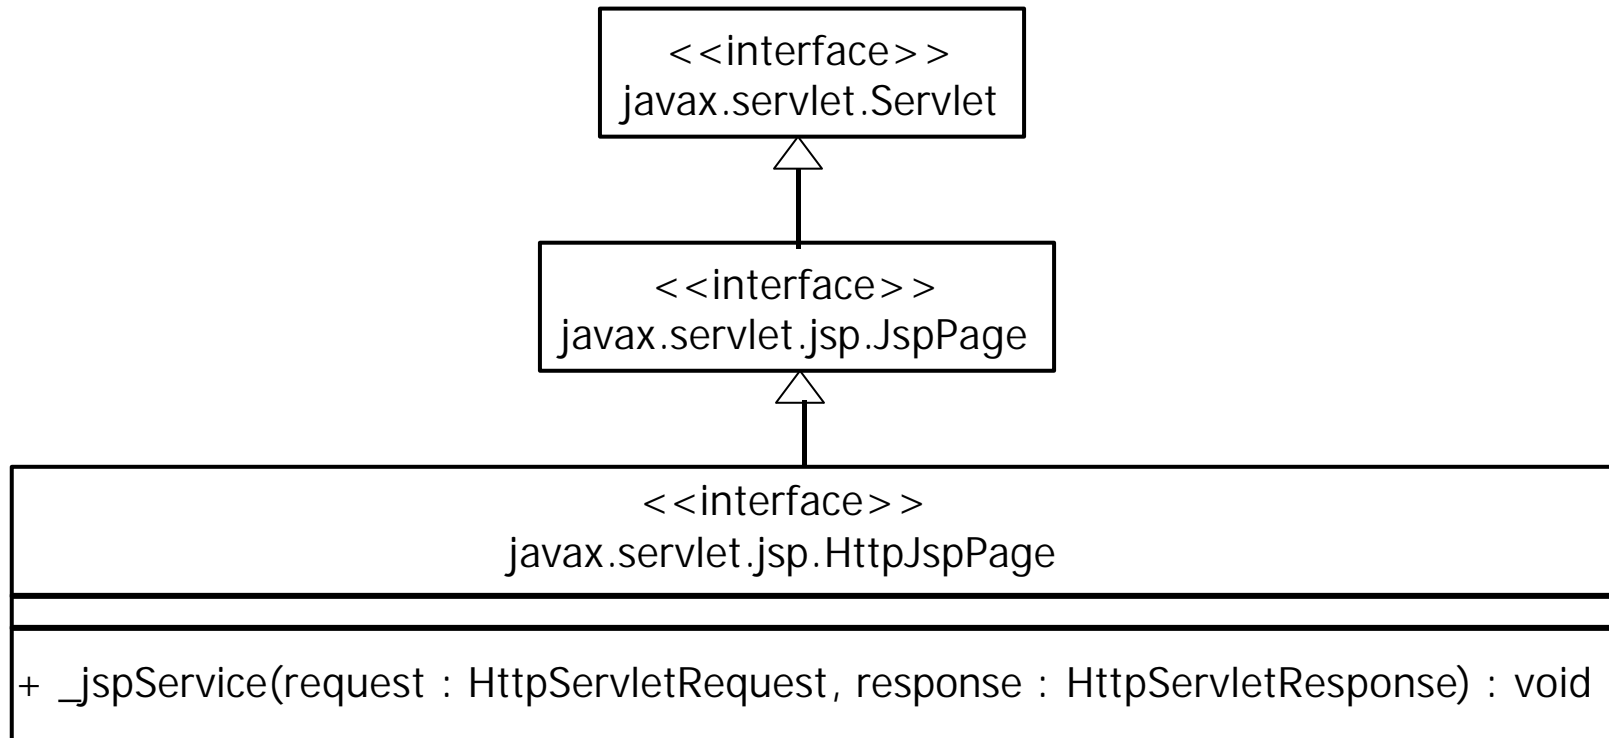 <<interface>>
javax.servlet.Servlet
<<interface>>
javax.servlet.jsp.JspPage
<<interface>>
javax.servlet.jsp.HttpJspPage
+ _jspService(request : HttpServletRequest, response : HttpServletResponse) : void